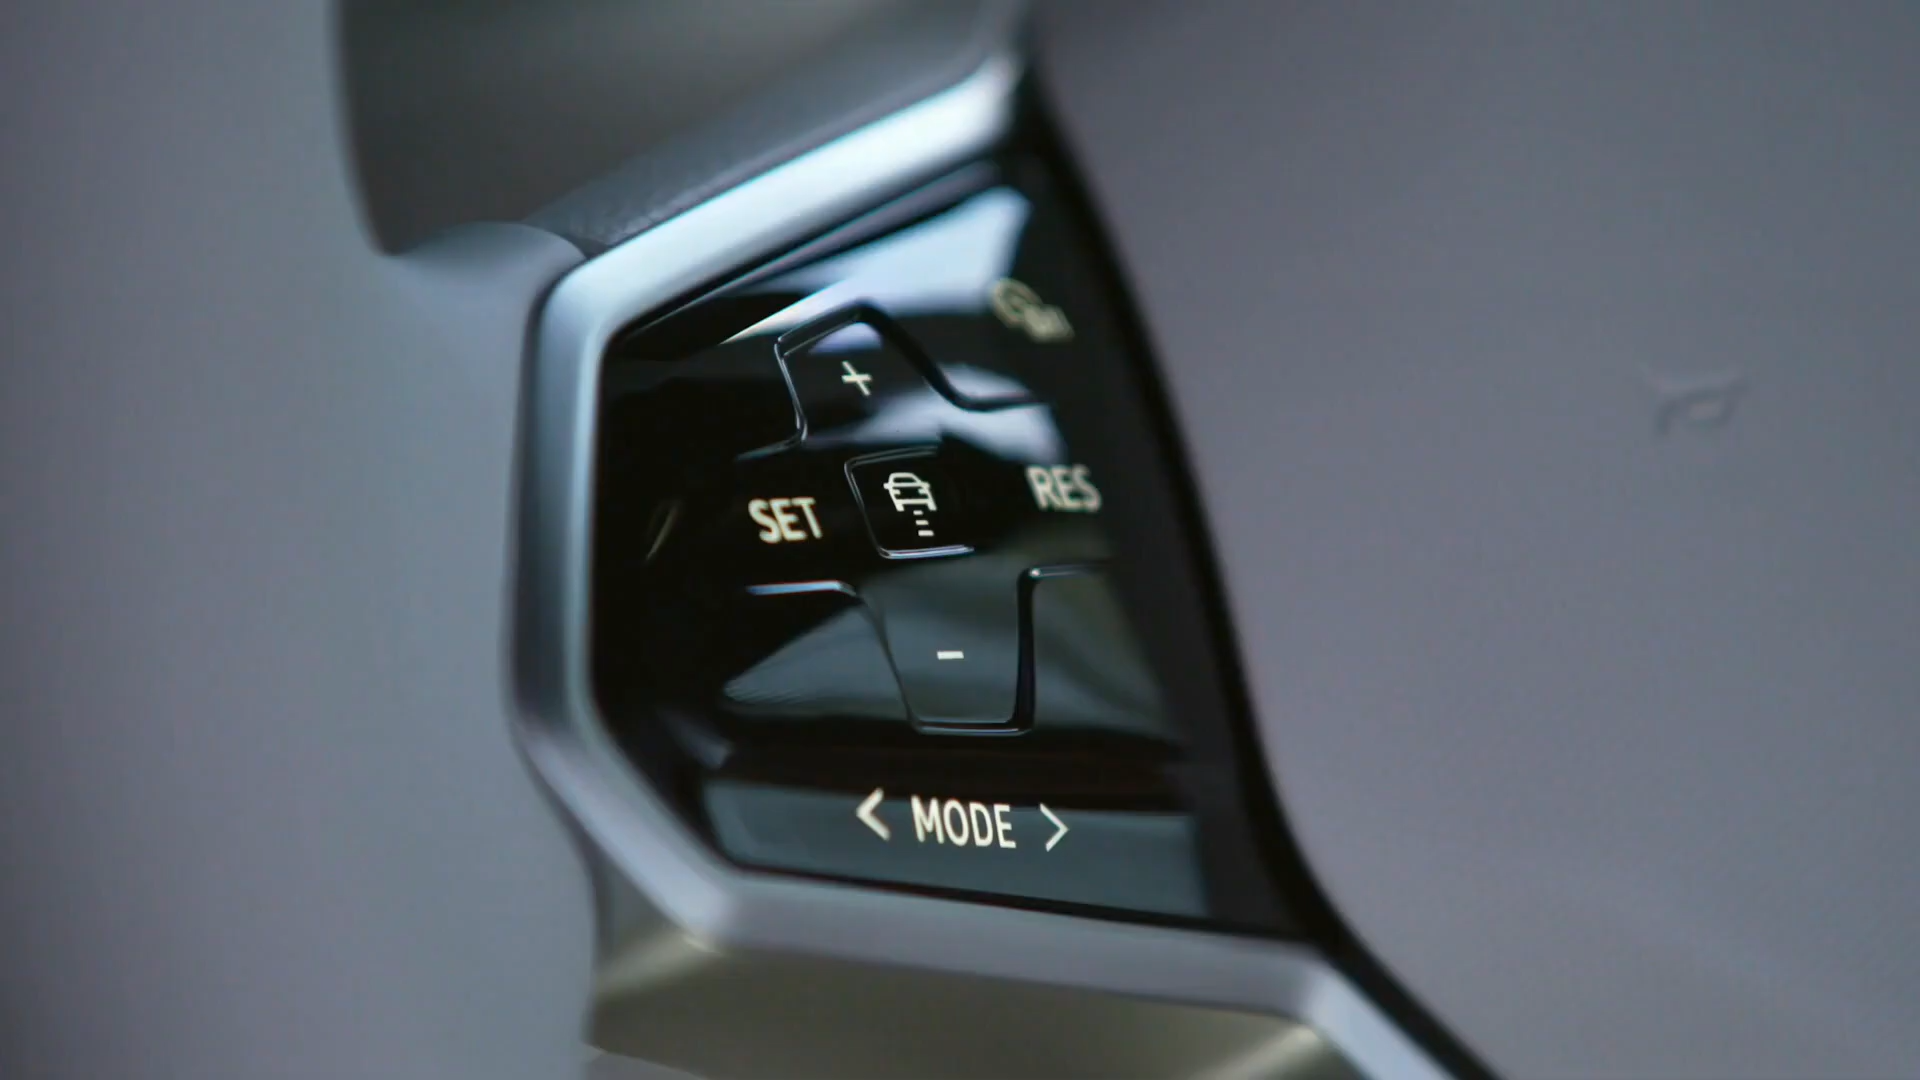 +
SET RES
-
< MODE >